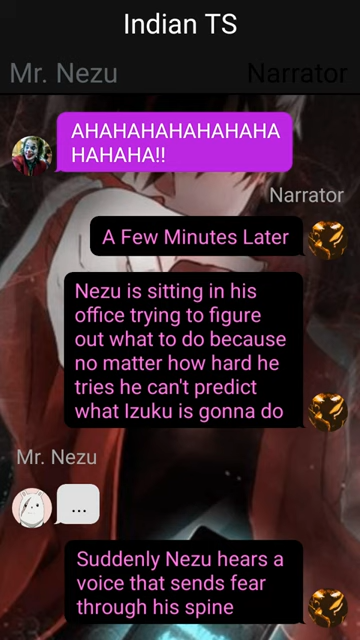 Indian TS
Mr. Nezu
Narrator
AHAHAHAHAHAHAHA
HAHAHA!!
Narrator
A Few Minutes Later
Nezu is sitting in his
office trying to figure
out what to do because
no matter how hard he
tries he can't predict
what Izuku is gonna do
Mr. Nezu
...
Suddenly Nezu hears a
voice that sends fear
through his spine